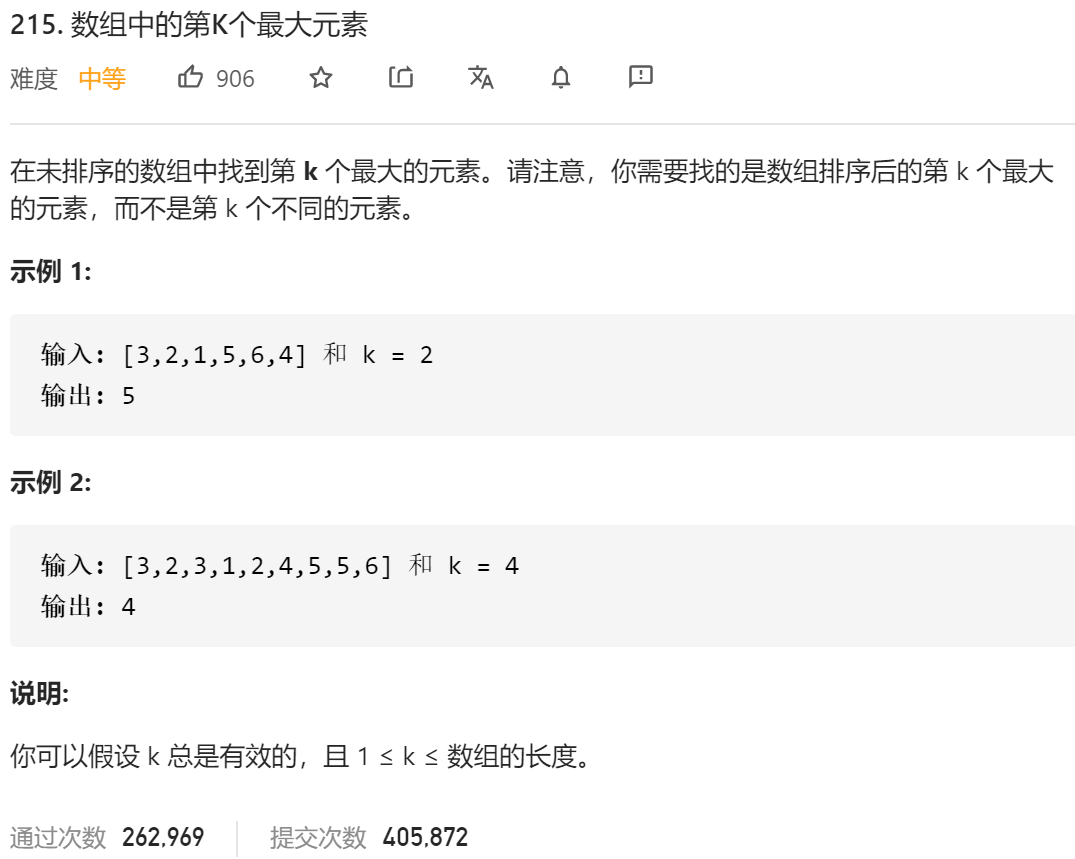 215. 数组中的第K个最大元素
难度 中等 906
在未排序的数组中找到第 k 个最大的元素。请注意，你需要找的是数组排序后的第 k 个最大
的元素，而不是第 k 个不同的元素。
示例 1:
输入: [3,2,1,5,6,4] 和 k = 2
输出: 5
示例 2:
输入: [3,2,3,1,2,4,5,5,6] 和 k = 4
输出: 4
说明:
你可以假设 k 总是有效的，且 1 ≤ k ≤ 数组的长度。
通过次数 262,969 提交次数 405,872